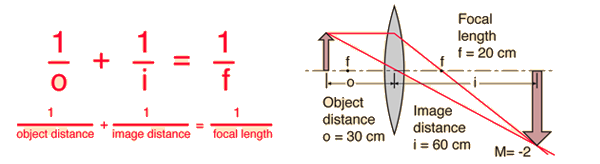 1/o + 1/i = 1/f
1/object distance + 1/image distance = 1/focal length
Focal
length
f = 20 cm
f
f
o
i
Object
distance
o = 30 cm
Image
distance
i = 60 cm
M= -2